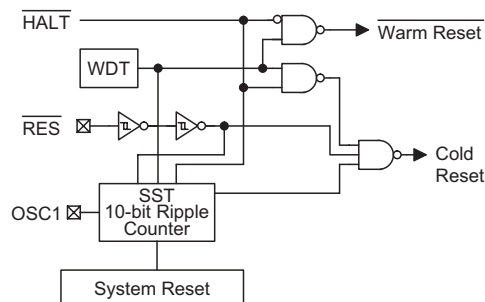 HALT
Warm Reset
WDT
RES
Cold
Reset
SST
10-bit Ripple
Counter
OSC1
System Reset